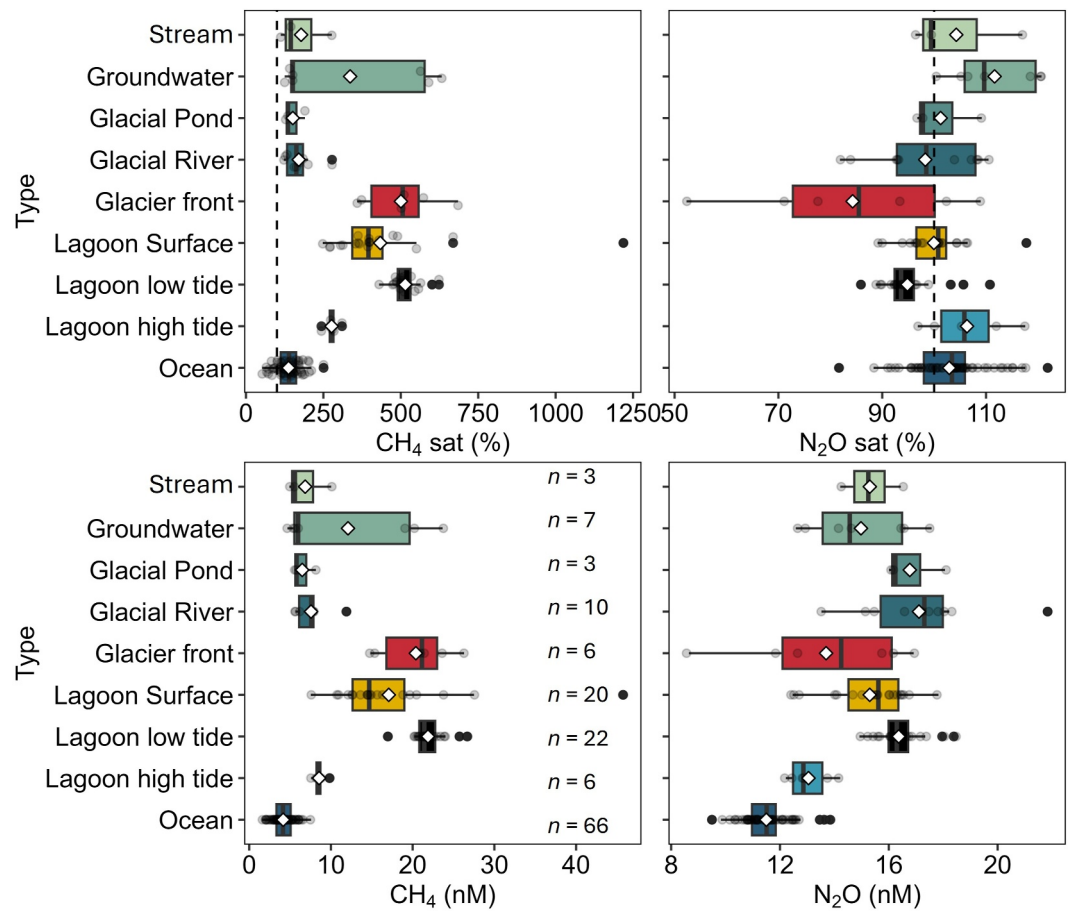 Stream
Groundwater
Glacial Pond
Glacial River
Glacier front
Lagoon Surface
Lagoon low tide
Lagoon high tide
Ocean
Type
0 250 500 750 1000 1250
CH₄ sat (%)
50 70 90 110
N₂O sat (%)
Stream
Groundwater
Glacial Pond
Glacial River
Glacier front
Lagoon Surface
Lagoon low tide
Lagoon high tide
Ocean
Type
n = 3
n = 7
n = 3
n = 10
n = 6
n = 20
n = 22
n = 6
n = 66
0 10 20 30 40
CH₄ (nM)
8 12 16 20
N₂O (nM)